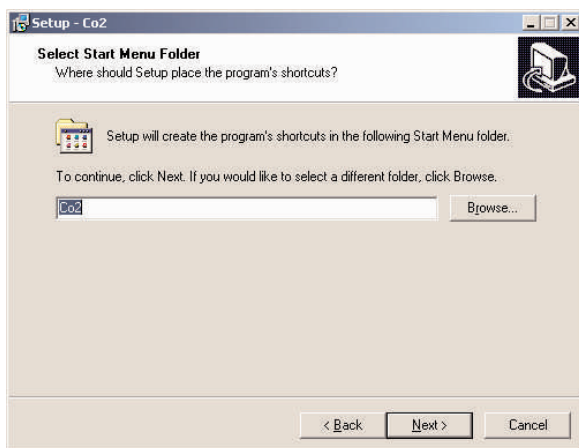 Setup - Co2
Select Start Menu Folder
Where should Setup place the program's shortcuts?
Setup will create the program's shortcuts in the following Start Menu folder.
To continue, click Next. If you would like to select a different folder, click Browse.
Co2
Browse...
< Back
Next >
Cancel